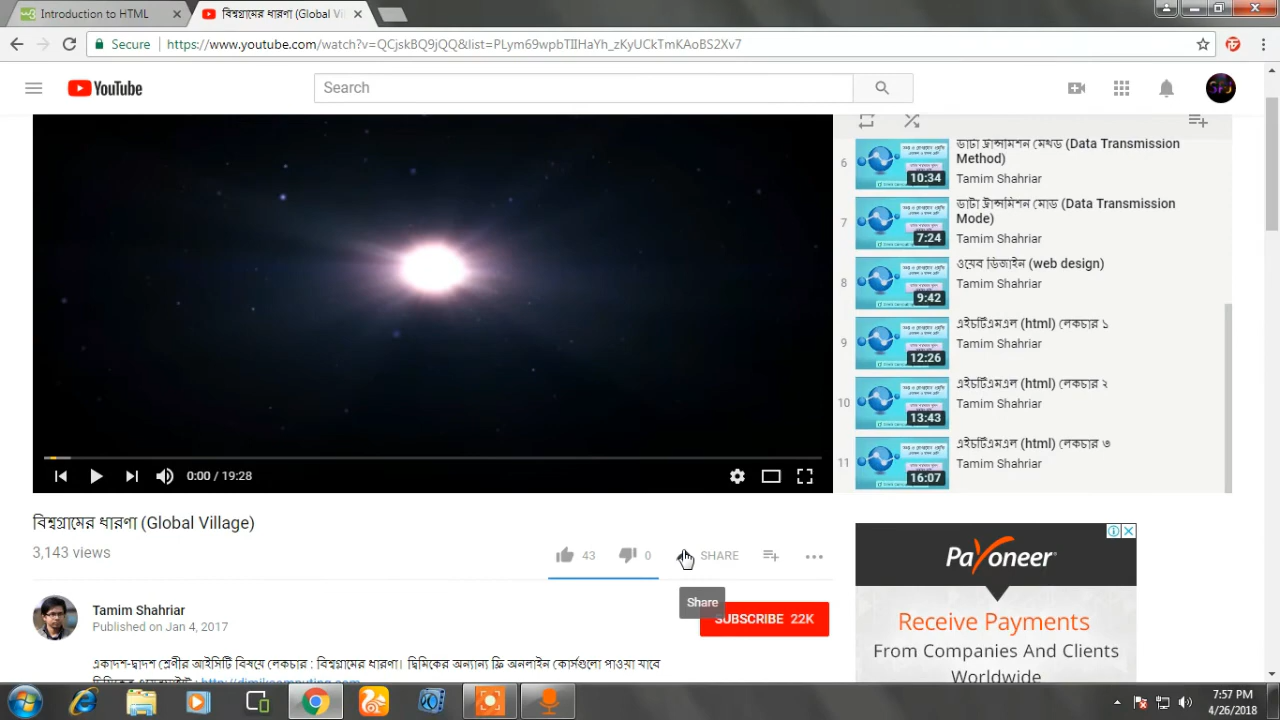 Introduction to HTML
বিশ্বগ্রামের ধারণা (Global Vi
Secure
https://www.youtube.com/watch?v=QCjskBQ9jQQ&list=PLym69wpbTIIHaYh_zKyUCkTmKAoBS2Xv7
YouTube
Search
SFJ
6
ডাটা ট্রান্সমিশন মেথড (Data Transmission
Method)
10:34
Tamim Shahriar
7
ডাটা ট্রান্সমিশন মোড (Data Transmission
Mode)
7:24
Tamim Shahriar
8
ওয়েব ডিজাইন (web design)
Tamim Shahriar
9:42
9
এইচটিএমএল (html) লেকচার ১
Tamim Shahriar
12:26
10
এইচটিএমএল (html) লেকচার ২
Tamim Shahriar
13:43
11
এইচটিএমএল (html) লেকচার ৩
Tamim Shahriar
16:07
0:00 / 19:28
বিশ্বগ্রামের ধারণা (Global Village)
3,143 views
43
0
SHARE
Share
Tamim Shahriar
Published on Jan 4, 2017
SUBSCRIBE 22K
একাদশ-দ্বাদশ শ্রেণীর আইসিটি বিষয়ে লেকচার : বিশ্বগ্রামের ধারণা। দ্বিমিকের অন্যান্য ফ্রি অনলাইন কোর্সগুলো পাওয়া যাবে
http://dimikcomputing.com
Payoneer
Receive Payments
From Companies And Clients
Worldwide
7:57 PM
4/26/2018